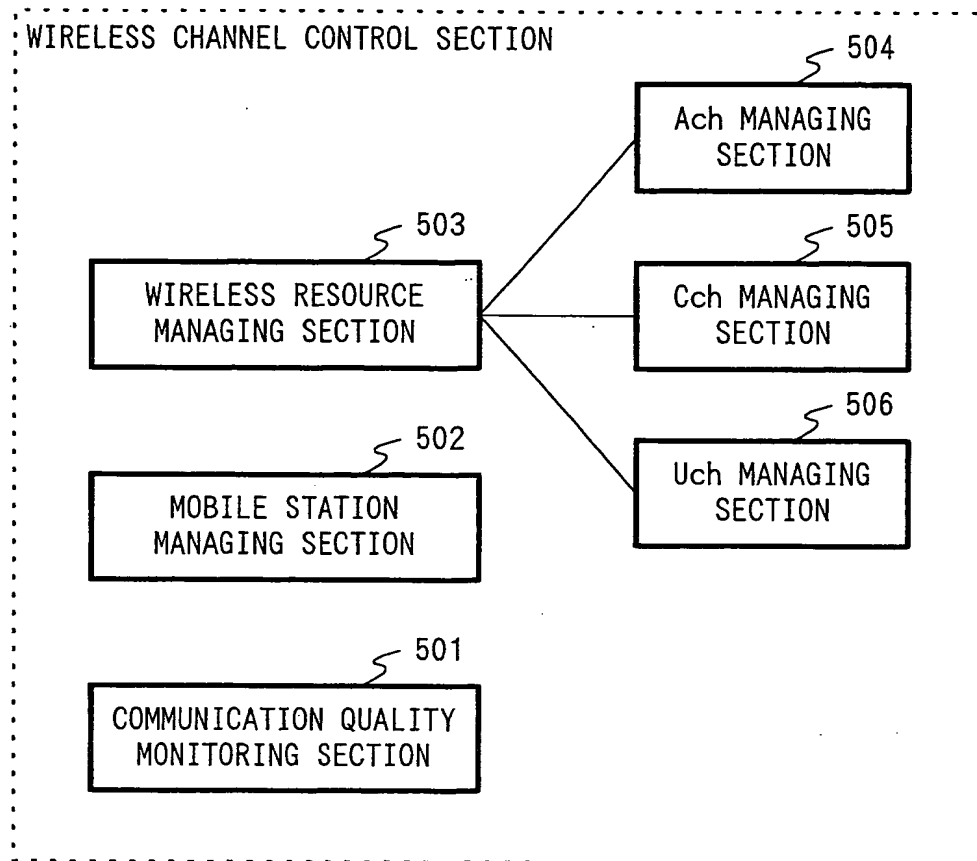 WIRELESS CHANNEL CONTROL SECTION
504
Ach MANAGING
SECTION
503
WIRELESS RESOURCE
MANAGING SECTION
505
Cch MANAGING
SECTION
502
MOBILE STATION
MANAGING SECTION
506
Uch MANAGING
SECTION
501
COMMUNICATION QUALITY
MONITORING SECTION